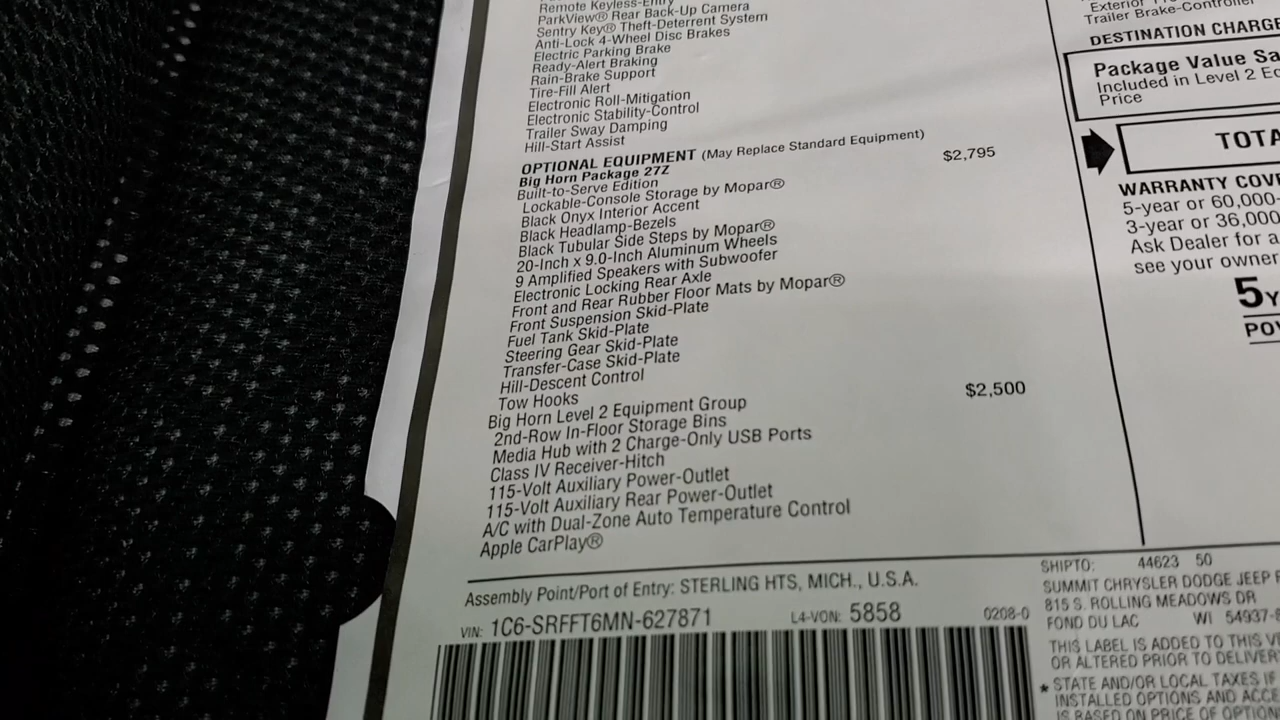 Remote Keyless-Entry
ParkView® Rear Back-Up Camera
Sentry Key® Theft-Deterrent System
Anti-Lock 4-Wheel Disc Brakes
Electric Parking Brake
Ready-Alert Braking
Rain-Brake Support
Tire-Fill Alert
Electronic Roll-Mitigation
Electronic Stability-Control
Trailer Sway Damping
Hill-Start Assist
OPTIONAL EQUIPMENT (May Replace Standard Equipment)
Big Horn Package 27Z $2,795
Built-to-Serve Edition
Lockable-Console Storage by Mopar®
Black Onyx Interior Accent
Black Headlamp-Bezels
Black Tubular Side Steps by Mopar®
20-Inch x 9.0-Inch Aluminum Wheels
9 Amplified Speakers with Subwoofer
Electronic Locking Rear Axle
Front and Rear Rubber Floor Mats by Mopar®
Front Suspension Skid-Plate
Fuel Tank Skid-Plate
Steering Gear Skid-Plate
Transfer-Case Skid-Plate
Hill-Descent Control
Tow Hooks
Big Horn Level 2 Equipment Group $2,500
2nd-Row In-Floor Storage Bins
Media Hub with 2 Charge-Only USB Ports
Class IV Receiver-Hitch
115-Volt Auxiliary Power-Outlet
115-Volt Auxiliary Rear Power-Outlet
A/C with Dual-Zone Auto Temperature Control
Apple CarPlay®
Assembly Point/Port of Entry: STERLING HTS, MICH., U.S.A.
VIN: 1C6-SRFFT6MN-627871 L4-VON: 5858 0208-0
Exterior
Trailer Brake-Controller
DESTINATION CHARGE
Package Value Sa
Included in Level 2 Eq
Price
TOTA
WARRANTY COVE
5-year or 60,000-
3-year or 36,000
Ask Dealer for a
see your owner
5Y
POW
SHIPTO: 44623 50
SUMMIT CHRYSLER DODGE JEEP R
815 S. ROLLING MEADOWS DR
FOND DU LAC WI 54937-
THIS LABEL IS ADDED TO THIS V
OR ALTERED PRIOR TO DELIVER
* STATE AND/OR LOCAL TAXES IF
INSTALLED OPTIONS AND ACCE
IS BASED ON PRICE OF OPTION